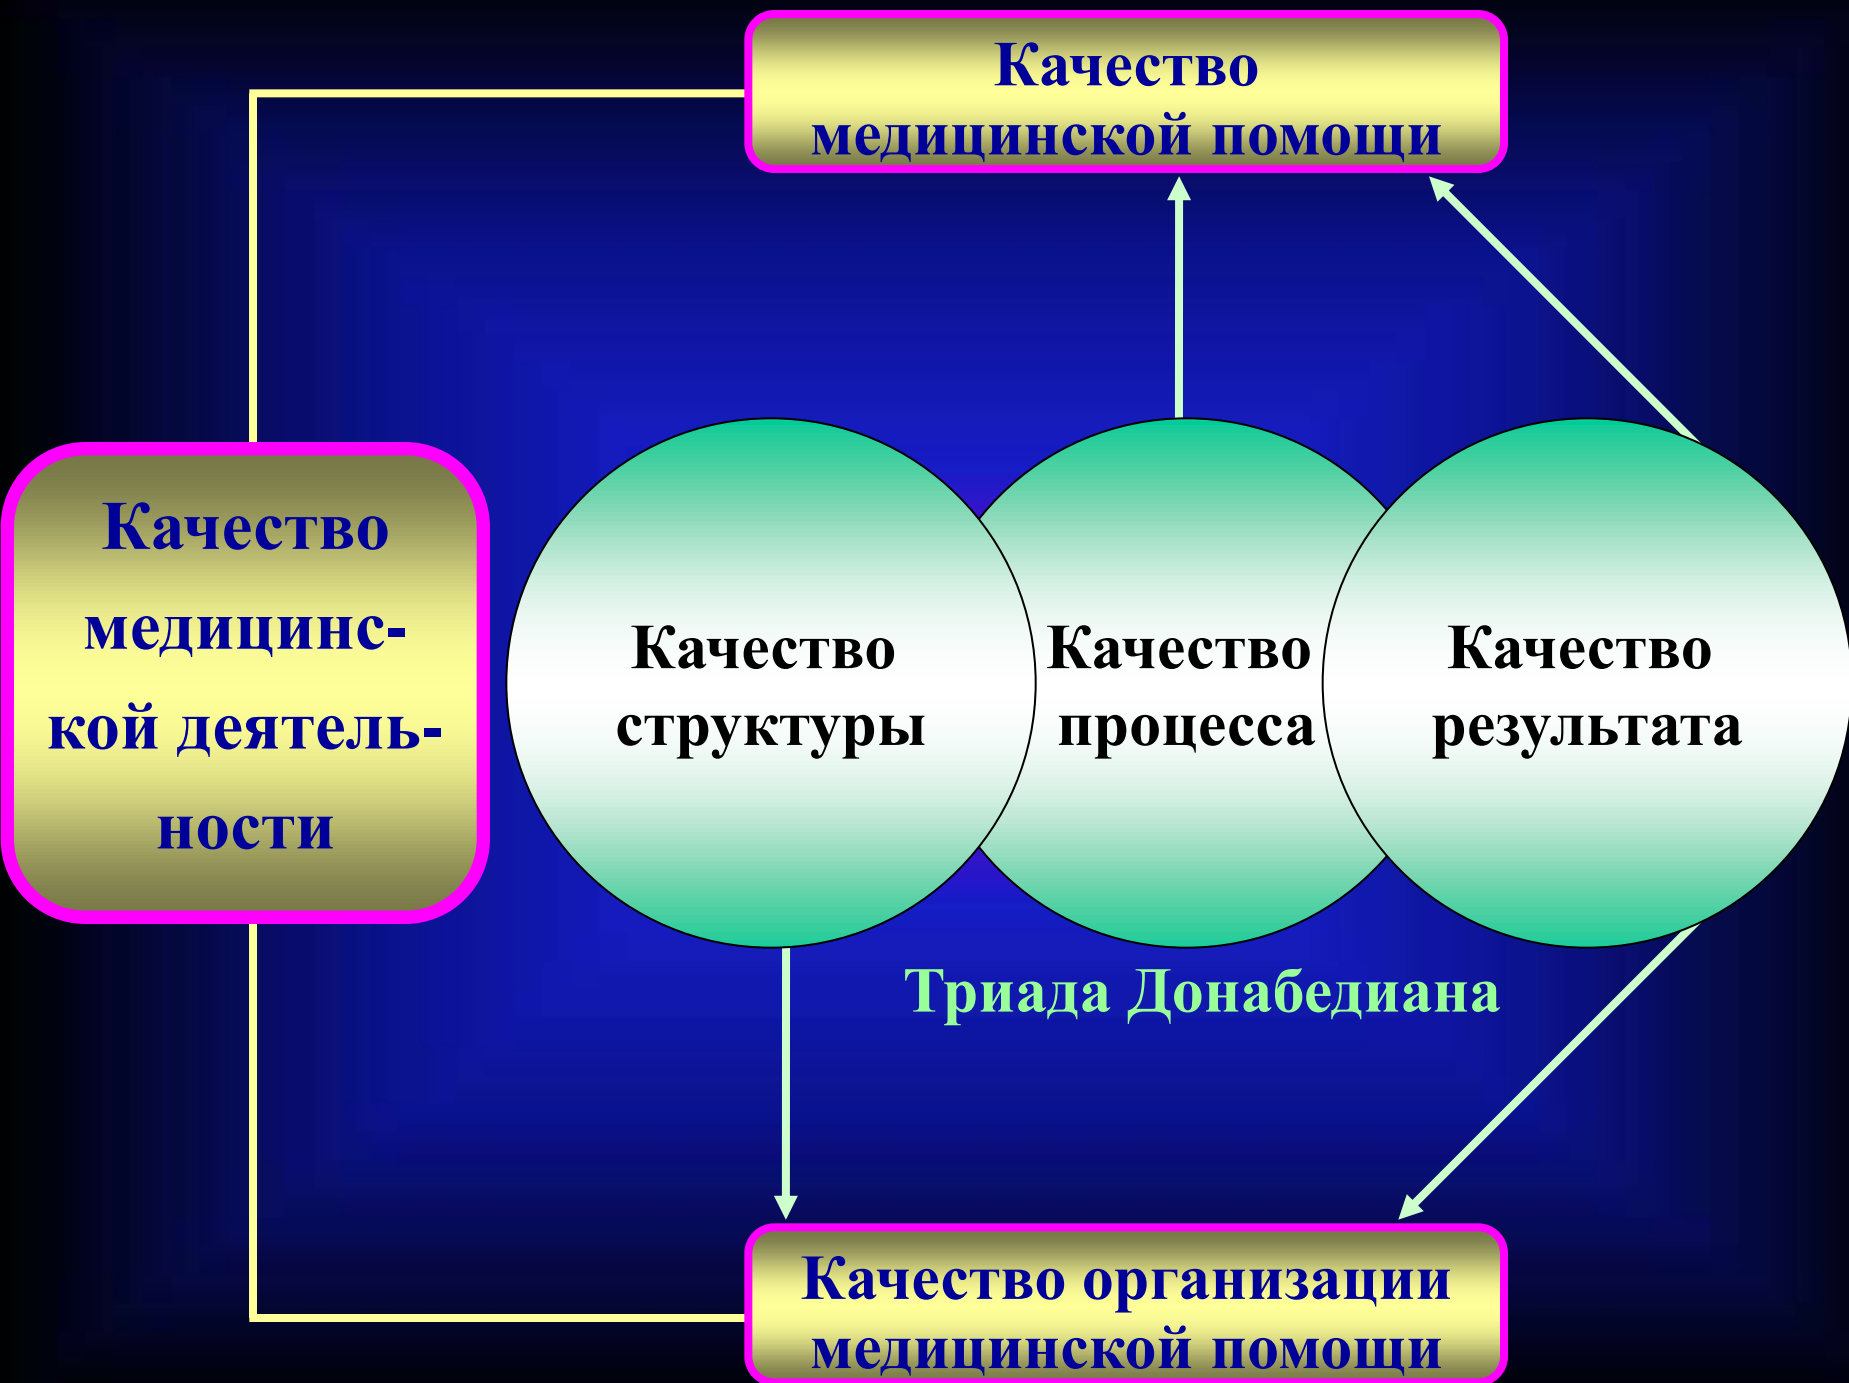 Качество
медицинской помощи
Качество
медицинс-
кой деятель-
ности
Качество
структуры
Качество
процесса
Качество
результата
Триада Донабедиана
Качество организации
медицинской помощи